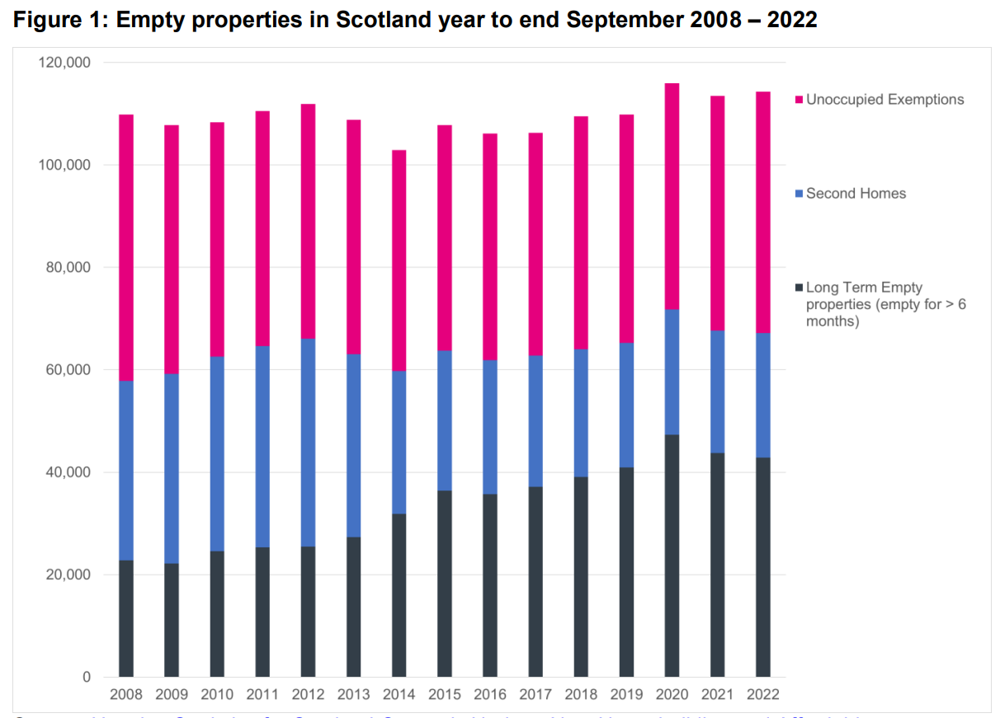 Figure 1: Empty properties in Scotland year to end September 2008 – 2022
120,000
100,000
80,000
60,000
40,000
20,000
0
2008 2009 2010 2011 2012 2013 2014 2015 2016 2017 2018 2019 2020 2021 2022
Unoccupied Exemptions
Second Homes
Long Term Empty
properties (empty for > 6
months)